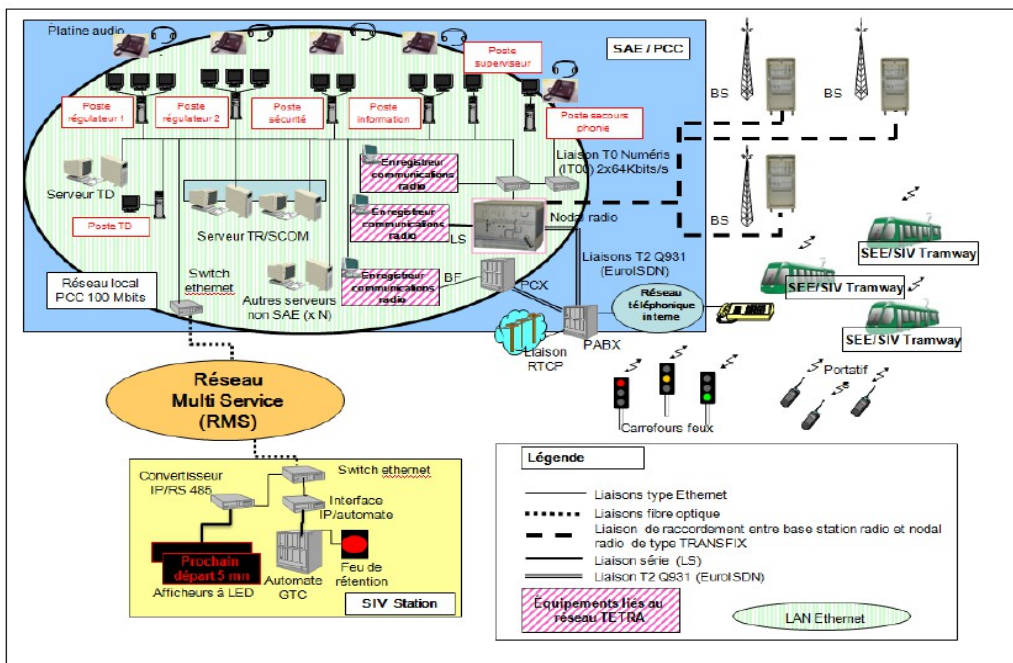 Platine audio
SAE / PCC
Poste
superviseur
Poste
régulateur 1
Poste
régulateur 2
Poste
sécurité
Poste
information
Poste secours
phonie
BS
BS
BS
Enregistreur
communications
radio
Liaison T0 Numéris
(IT00) 2x64Kbits/s
Serveur TD
Poste TD
Serveur TR/SCOM
Enregistreur
communications
radio
LS
Nodal radio
Réseau local
PCC 100 Mbits
Switch
ethernet
Autres serveurs
non SAE (x N)
Enregistreur
communications
radio
BF
PCX
Liaisons T2 Q931
(EuroISDN)
Réseau
téléphonique
interne
PABX
Liaison
RTCP
SEE/SIV Tramway
SEE/SIV Tramway
SEE/SIV Tramway
Portatif
s
Carrefours feux
Réseau
Multi Service
(RMS)
Convertisseur
IP/RS 485
Switch ethernet
Interface
IP/automate
Prochain
départ 5 mn
Afficheurs à LED
Automate
GTC
Feu de
rétention
SIV Station
Légende
Liaisons type Ethernet
Liaisons fibre optique
Liaison de raccordement entre base station radio et nodal
radio de type TRANSFIX
Liaison série (LS)
Liaison T2 Q931 (EuroISDN)
Équipements liés au
réseau TETRA
LAN Ethernet